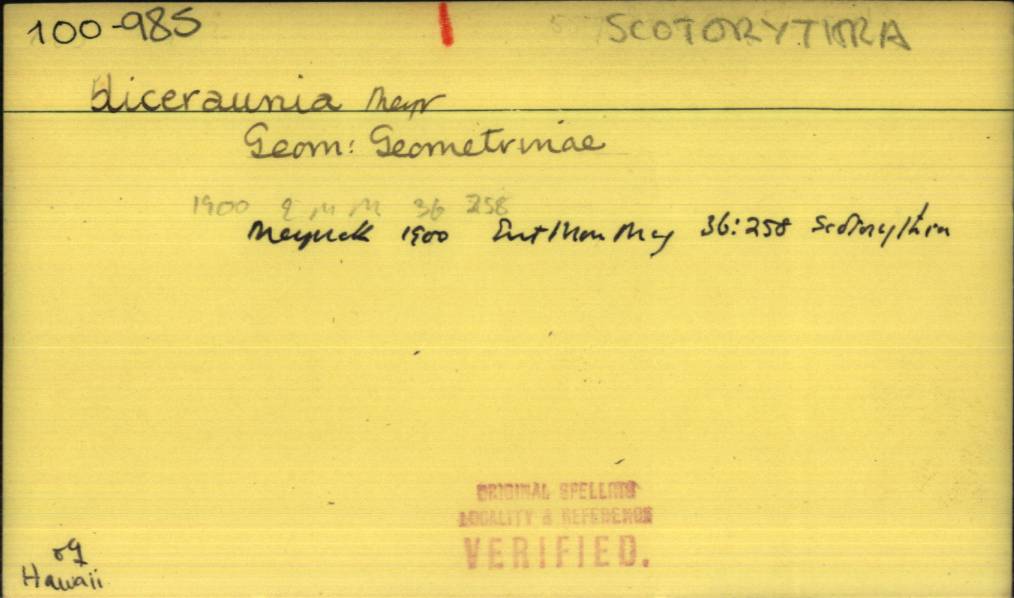 100-985 SCOTORYTHRA
diceraunia Meyr
Geom: Geometrinae
1900 E M M 36 258
Meyrick 1900 Ent Mon Mag 36:258 Scotorythra
ORIGINAL SPELLING
LOCALITY & REFERENCE
VERIFIED.
Hawaii